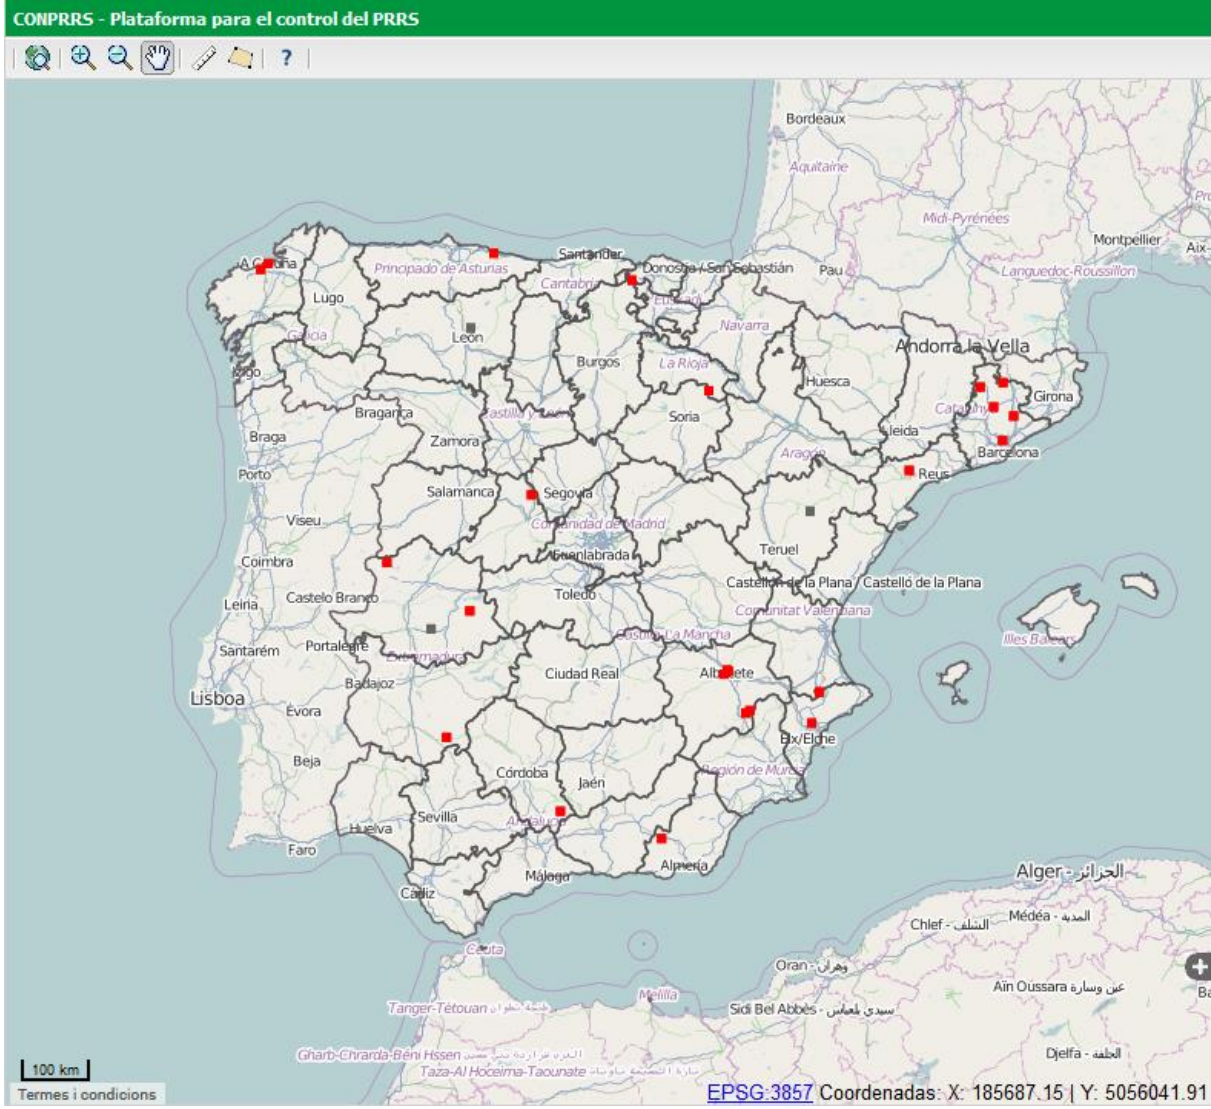 CONPRRS - Plataforma para el control del PRRS
?
Bordeaux
Aquitaine
Midi-Pyrénées
Montpellier
Aix-
Languedoc-Roussillon
Pau
Santander
Donostia / San Sebastián
Principado de Asturias
Cantabria
Lugo
Galicia
León
Burgos
Navarra
La Rioja
Andorra la Vella
Huesca
Girona
Soria
Lleida
Bragança
Zamora
Braga
Aragón
Barcelona
Porto
Reus
Salamanca
Segovia
Viseu
Comunidad de Madrid
Fuenlabrada
Teruel
Coimbra
Castelo Branco
Toledo
Castellón de la Plana / Castelló de la Plana
Leiria
Comunitat Valenciana
Castilla-La Mancha
Illes Balears
Santarém
Portalegre
Extremadura
Ciudad Real
Badajoz
Lisboa
Évora
Elx/Elche
Beja
Córdoba
Jaén
Región de Murcia
Sevilla
Huelva
Faro
Málaga
Almería
Cádiz
Alger - الجزائر
Médéa - المدية
Chlef - الشلف
Ceuta
Oran - وهران
Melilla
Aïn Oussara عين وسارة
Ba
Sidi Bel Abbès - سيدي بلعباس
Tanger-Tétouan
Gharb-Chrarda-Béni Hssen
Djelfa - الجلفة
Taza-Al Hoceima-Taounate
100 km
Termes i condicions
EPSG:3857 Coordenadas: X: 185687.15 | Y: 5056041.91